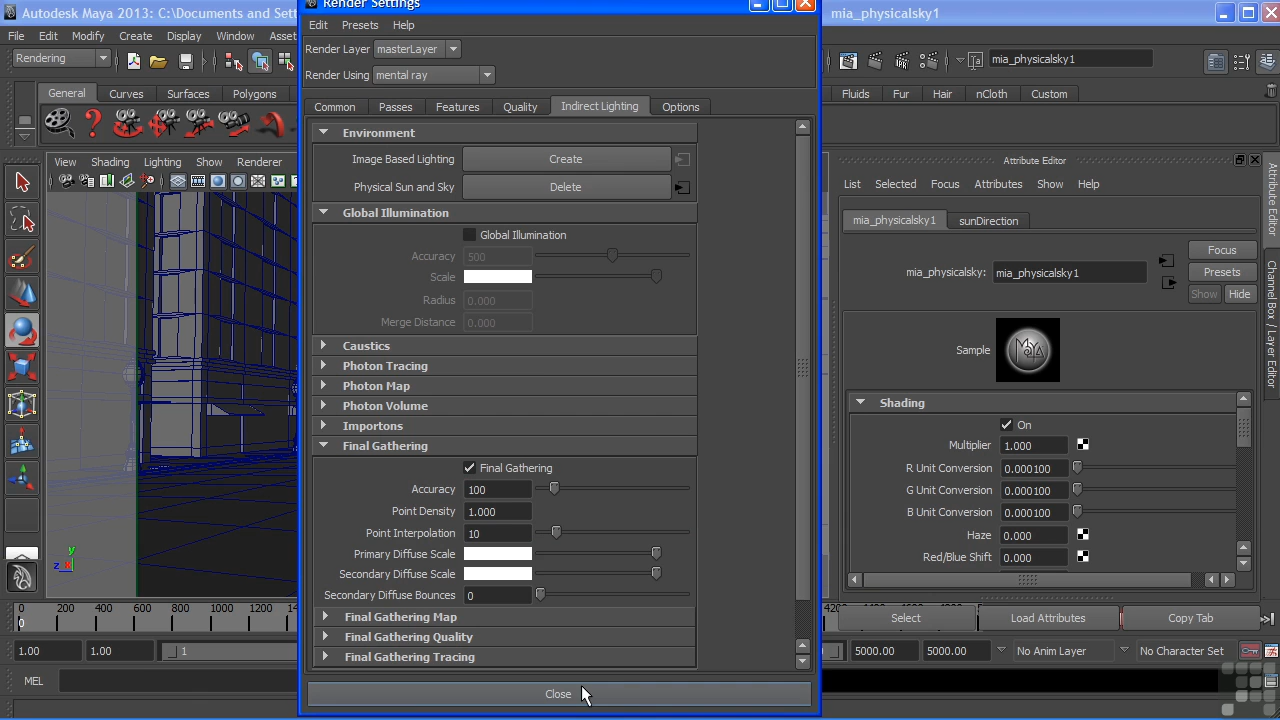 Autodesk Maya 2013: C:\Documents and Sett
Render Settings
mia_physicalsky1
File Edit Modify Create Display Window Asset
Edit Presets Help
Rendering
Render Layer masterLayer
mia_physicalsky1
Render Using mental ray
General Curves Surfaces Polygons
Fluids Fur Hair nCloth Custom
Common Passes Features Quality Indirect Lighting Options
Environment
Image Based Lighting Create
Physical Sun and Sky Delete
Global Illumination
Global Illumination
Accuracy 500
Scale
Radius 0.000
Merge Distance 0.000
Caustics
Photon Tracing
Photon Map
Photon Volume
Importons
Final Gathering
Final Gathering
Accuracy 100
Point Density 1.000
Point Interpolation 10
Primary Diffuse Scale
Secondary Diffuse Scale
Secondary Diffuse Bounces 0
Final Gathering Map
Final Gathering Quality
Final Gathering Tracing
Close
View Shading Lighting Show Renderer
y
z x
Attribute Editor
List Selected Focus Attributes Show Help
mia_physicalsky1 sunDirection
Focus
mia_physicalsky: mia_physicalsky1
Presets
Show Hide
Sample
MAYA
Shading
On
Multiplier 1.000
R Unit Conversion 0.000100
G Unit Conversion 0.000100
B Unit Conversion 0.000100
Haze 0.000
Red/Blue Shift 0.000
Select Load Attributes Copy Tab
Attribute Editor
Channel Box / Layer Editor
0 200 400 600 800 1000 1200
0
1.00 1.00 1
5000.00 5000.00 No Anim Layer No Character Set
MEL